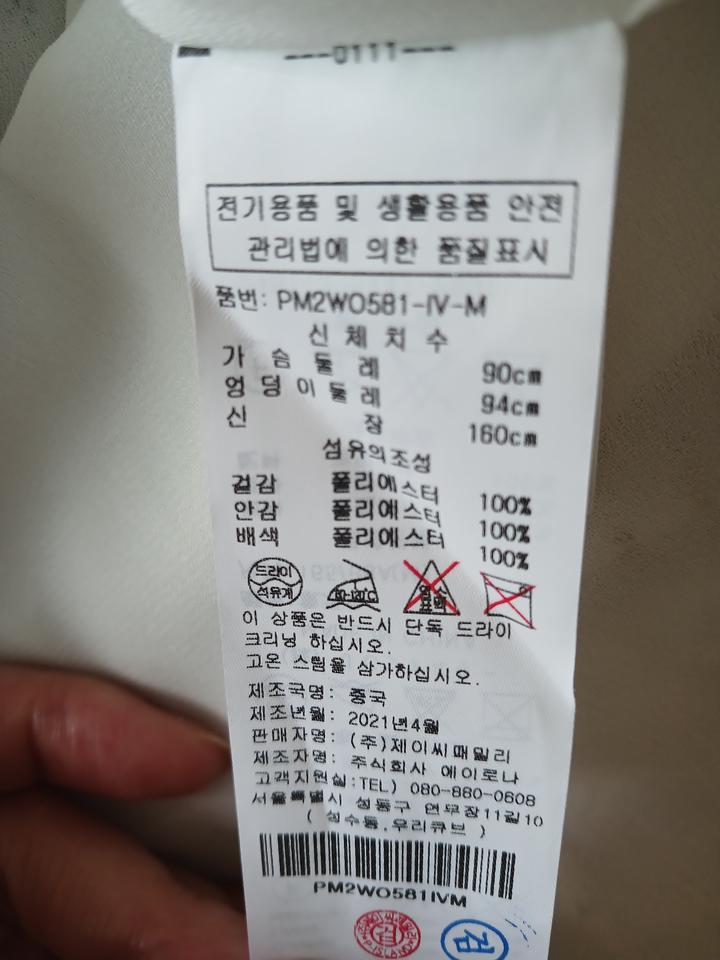 ---0111---
전기용품 및 생활용품 안전
관리법에 의한 품질표시
품번: PM2WO581-IV-M
신 체 치 수
가 슴 둘 레 90cm
엉 덩 이 둘 레 94cm
신 장 160cm
섬유의조성
겉감 폴리에스터 100%
안감 폴리에스터 100%
배색 폴리에스터 100%
드라이
석유계
염소
표백
이 상품은 반드시 단독 드라이
크리닝 하십시오.
고온 스팀을 삼가하십시오.
제조국명: 중국
제조년월: 2021년4월
판매자명: (주)제이씨패밀리
제조자명: 주식회사 에이로나
고객지원실:TEL) 080-880-0608
서울특별시 성동구 연무장11길10
( 성수동,우리큐브 )
PM2WO581IVM
검
검